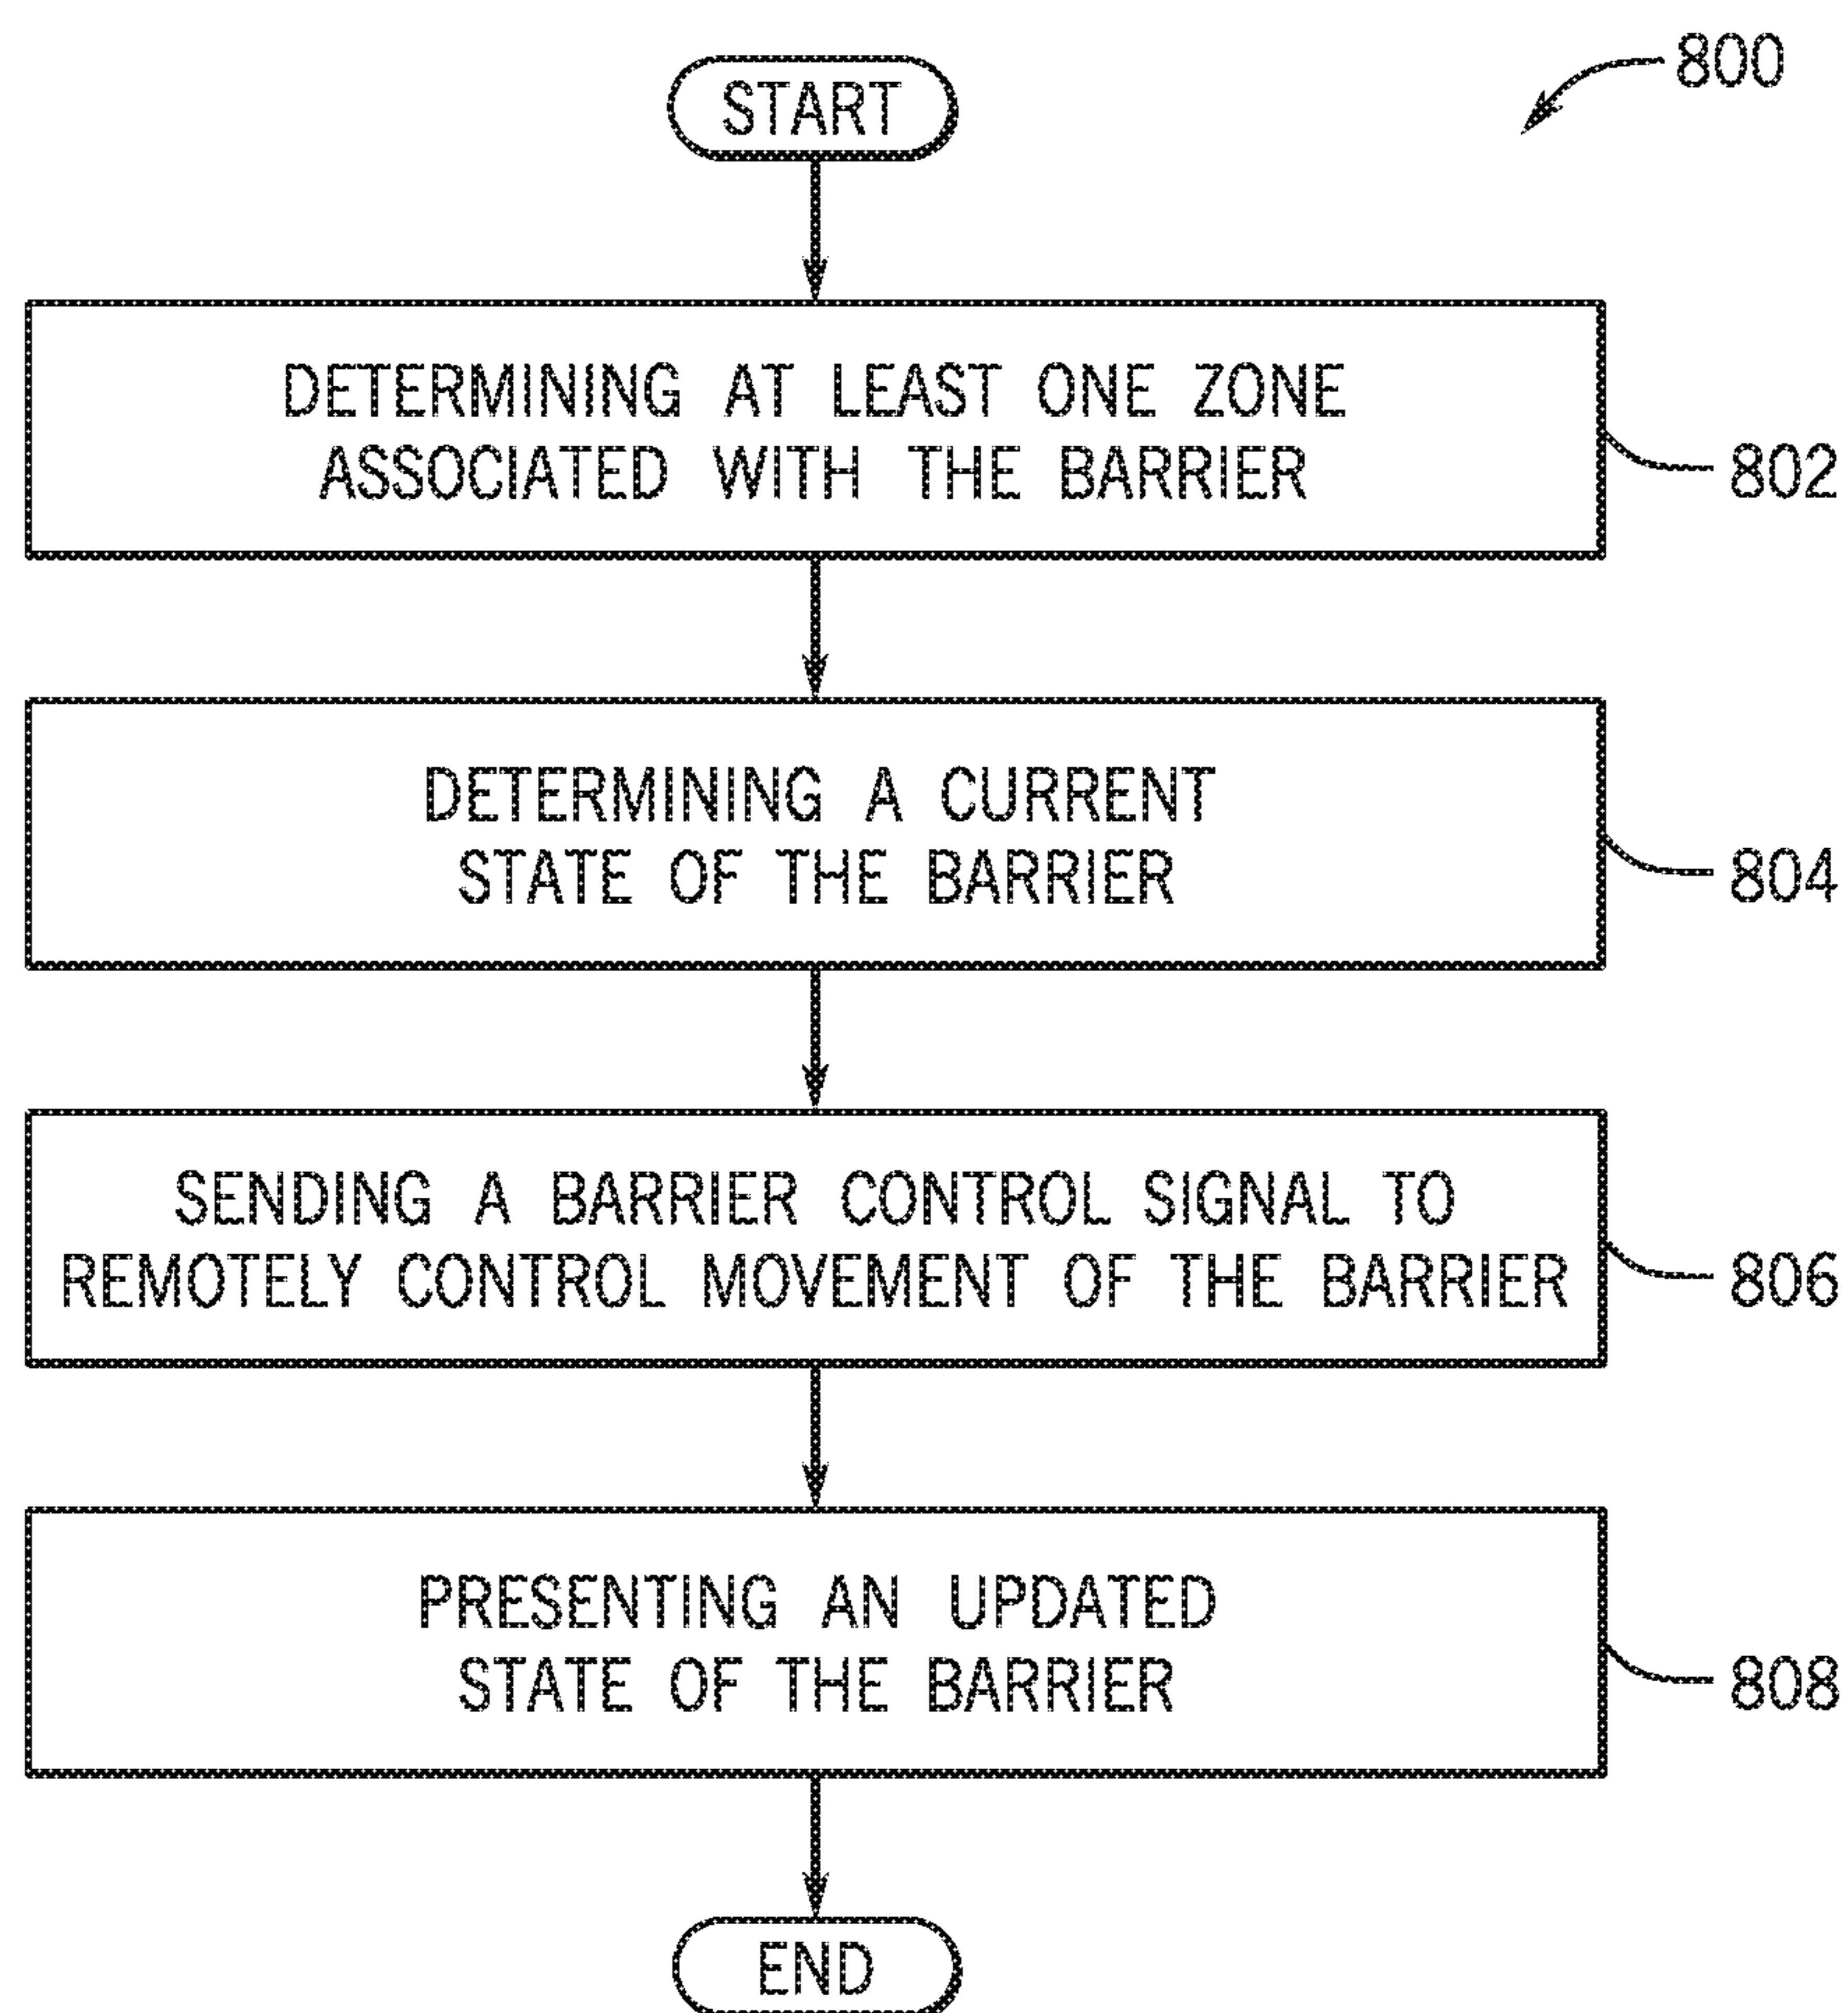 800
START
DETERMINING AT LEAST ONE ZONE
ASSOCIATED WITH THE BARRIER
802
DETERMINING A CURRENT
STATE OF THE BARRIER
804
SENDING A BARRIER CONTROL SIGNAL TO
REMOTELY CONTROL MOVEMENT OF THE BARRIER
806
PRESENTING AN UPDATED
STATE OF THE BARRIER
808
END